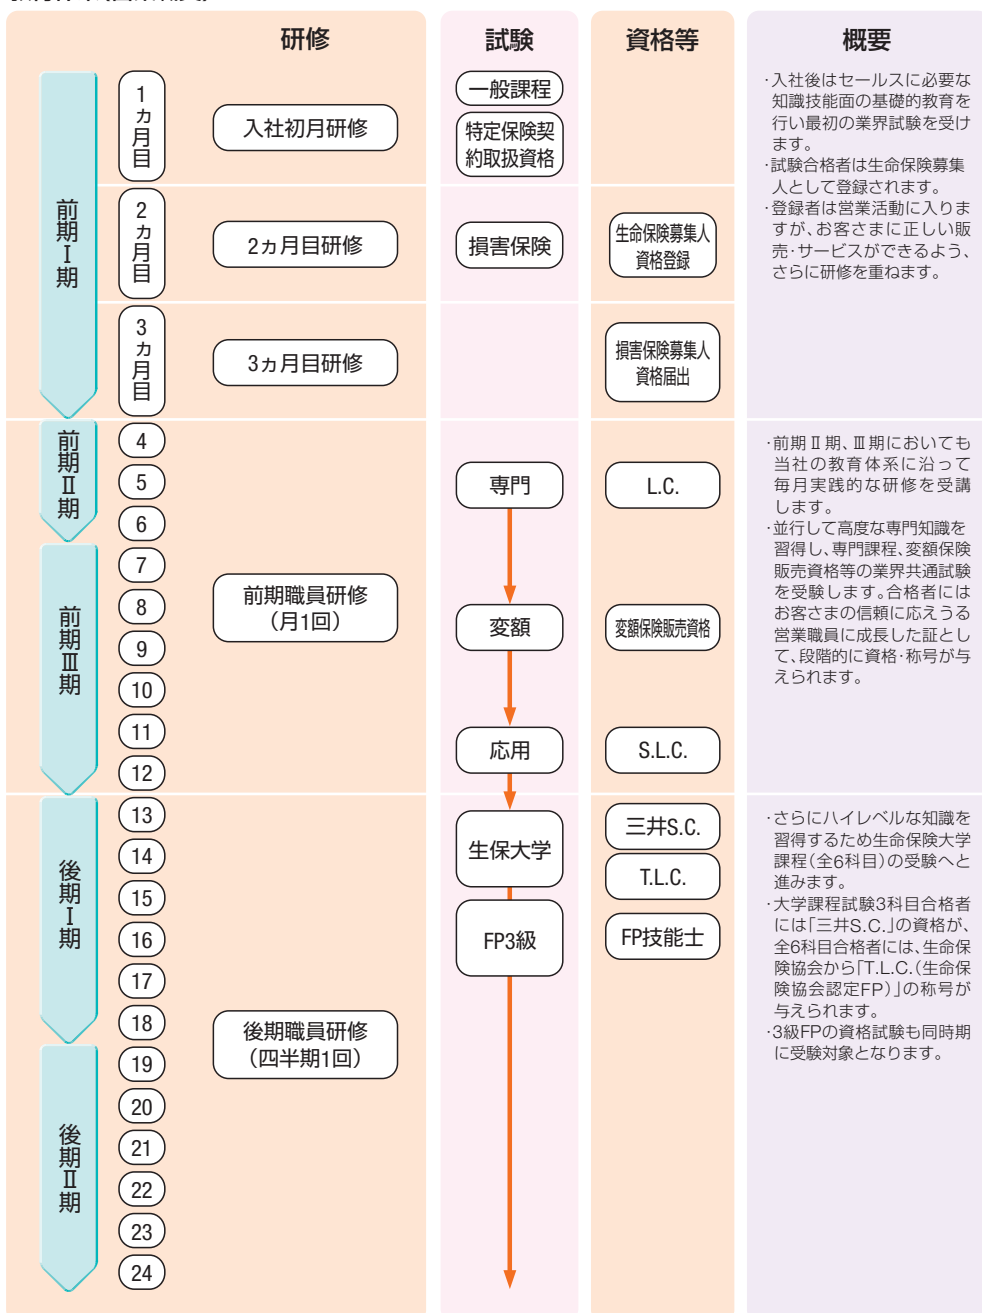 研修
試験
資格等
概要
前期Ⅰ期
1ヵ月目
入社初月研修
一般課程
特定保険契
約取扱資格
・入社後はセールスに必要な
知識技能面の基礎的教育を
行い最初の業界試験を受け
ます。
・試験合格者は生命保険募集
人として登録されます。
・登録者は営業活動に入りま
すが、お客さまに正しい販
売・サービスができるよう、
さらに研修を重ねます。
2ヵ月目
2ヵ月目研修
損害保険
生命保険募集人
資格登録
3ヵ月目
3ヵ月目研修
損害保険募集人
資格届出
前期Ⅱ期
4
5
6
専門
L.C.
・前期Ⅱ期、Ⅲ期においても
当社の教育体系に沿って
毎月実践的な研修を受講
します。
・並行して高度な専門知識を
習得し、専門課程、変額保険
販売資格等の業界共通試験
を受験します。合格者には
お客さまの信頼に応えうる
営業職員に成長した証とし
て、段階的に資格・称号が与
えられます。
前期Ⅲ期
7
8
9
10
11
12
前期職員研修
（月1回）
変額
変額保険販売資格
応用
S.L.C.
後期Ⅰ期
13
14
15
16
17
18
生保大学
三井S.C.
T.L.C.
FP3級
FP技能士
・さらにハイレベルな知識を
習得するため生命保険大学
課程（全6科目）の受験へと
進みます。
・大学課程試験3科目合格者
には「三井S.C.」の資格が、
全6科目合格者には、生命保
険協会から「T.L.C.（生命保
険協会認定FP）」の称号が
与えられます。
・3級FPの資格試験も同時期
に受験対象となります。
後期職員研修
（四半期1回）
後期Ⅱ期
19
20
21
22
23
24